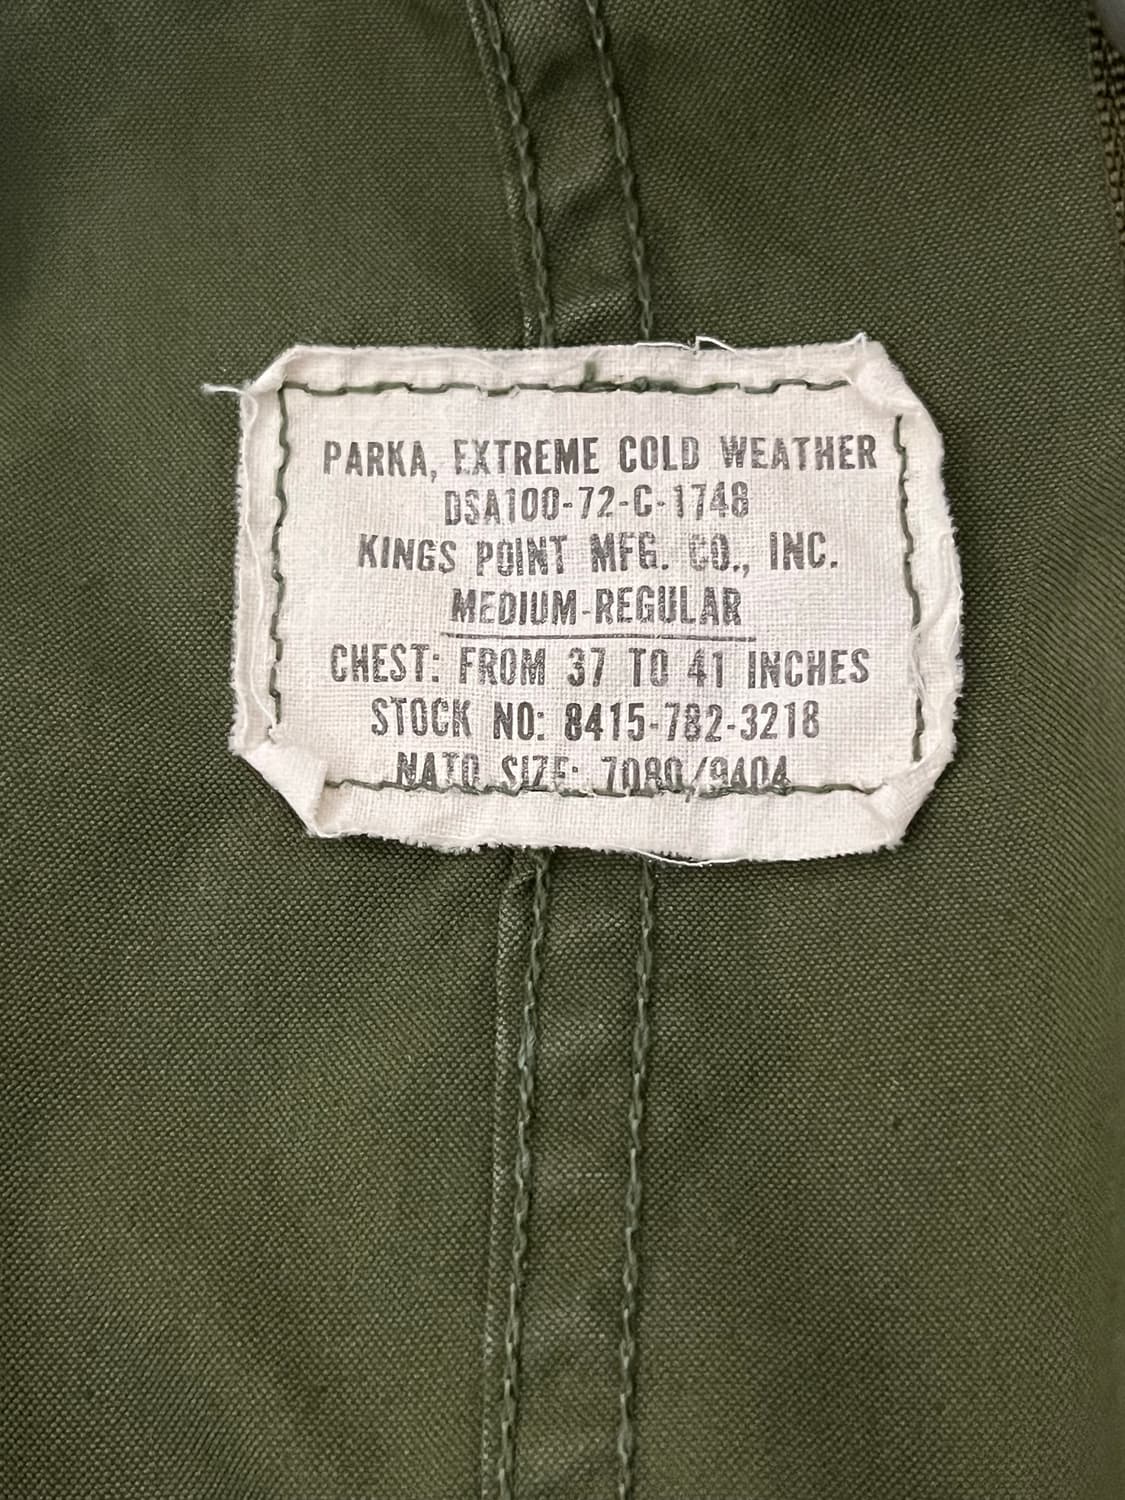 PARKA, EXTREME COLD WEATHER
DSA100-72-C-1748
KINGS POINT MFG. CO., INC.
MEDIUM-REGULAR
CHEST: FROM 37 TO 41 INCHES
STOCK NO: 8415-782-3218
NATO SIZE: 7080/9404